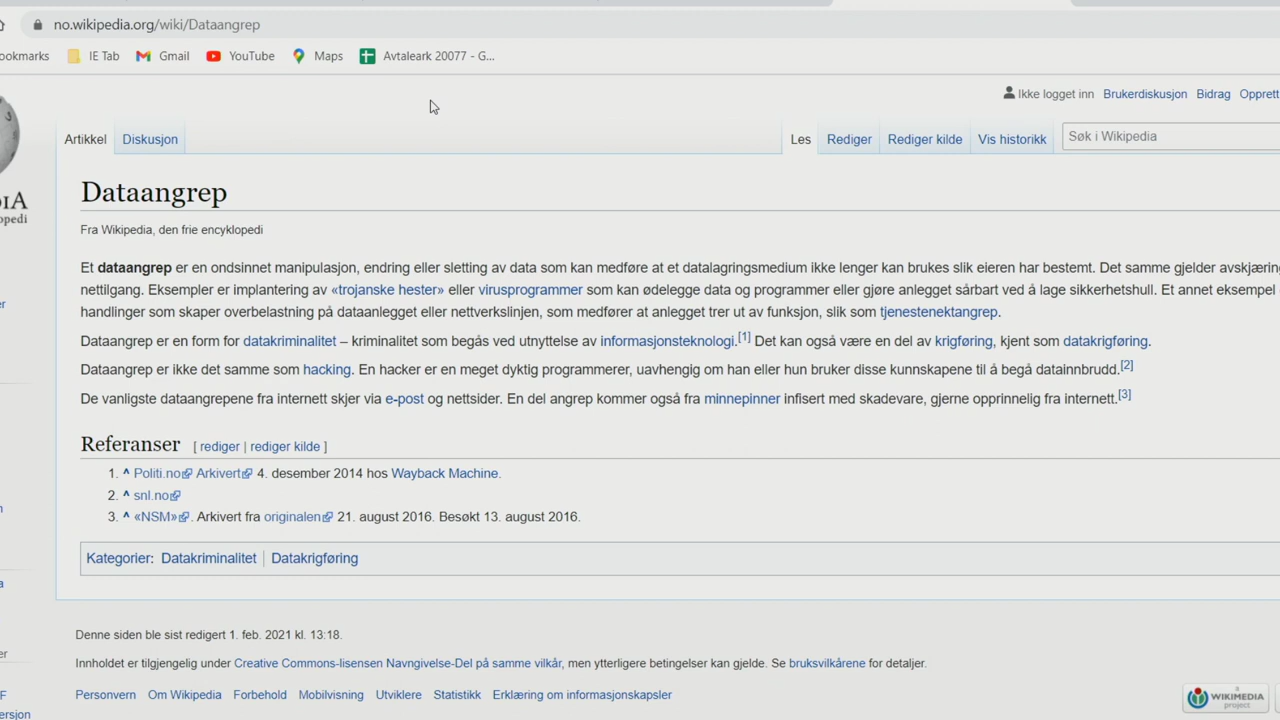 no.wikipedia.org/wiki/Dataangrep
ookmarks IE Tab Gmail YouTube Maps Avtaleark 20077 - G...
Ikke logget inn Brukerdiskusjon Bidrag Opprett
Artikkel Diskusjon Les Rediger Rediger kilde Vis historikk Søk i Wikipedia
IA
opedi
Dataangrep
Fra Wikipedia, den frie encyklopedi
Et dataangrep er en ondsinnet manipulasjon, endring eller sletting av data som kan medføre at et datalagringsmedium ikke lenger kan brukes slik eieren har bestemt. Det samme gjelder avskjæring
nettilgang. Eksempler er implantering av «trojanske hester» eller virusprogrammer som kan ødelegge data og programmer eller gjøre anlegget sårbart ved å lage sikkerhetshull. Et annet eksempel
handlinger som skaper overbelastning på dataanlegget eller nettverkslinjen, som medfører at anlegget trer ut av funksjon, slik som tjenestenektangrep.
Dataangrep er en form for datakriminalitet – kriminalitet som begås ved utnyttelse av informasjonsteknologi.[1] Det kan også være en del av krigføring, kjent som datakrigføring.
Dataangrep er ikke det samme som hacking. En hacker er en meget dyktig programmerer, uavhengig om han eller hun bruker disse kunnskapene til å begå datainnbrudd.[2]
De vanligste dataangrepene fra internett skjer via e-post og nettsider. En del angrep kommer også fra minnepinner infisert med skadevare, gjerne opprinnelig fra internett.[3]
Referanser [ rediger | rediger kilde ]
1. ^ Politi.no Arkivert 4. desember 2014 hos Wayback Machine.
2. ^ snl.no
3. ^ «NSM». Arkivert fra originalen 21. august 2016. Besøkt 13. august 2016.
Kategorier: Datakriminalitet | Datakrigføring
Denne siden ble sist redigert 1. feb. 2021 kl. 13:18.
Innholdet er tilgjengelig under Creative Commons-lisensen Navngivelse-Del på samme vilkår, men ytterligere betingelser kan gjelde. Se bruksvilkårene for detaljer.
Personvern Om Wikipedia Forbehold Mobilvisning Utviklere Statistikk Erklæring om informasjonskapsler
a WIKIMEDIA project
ersjon